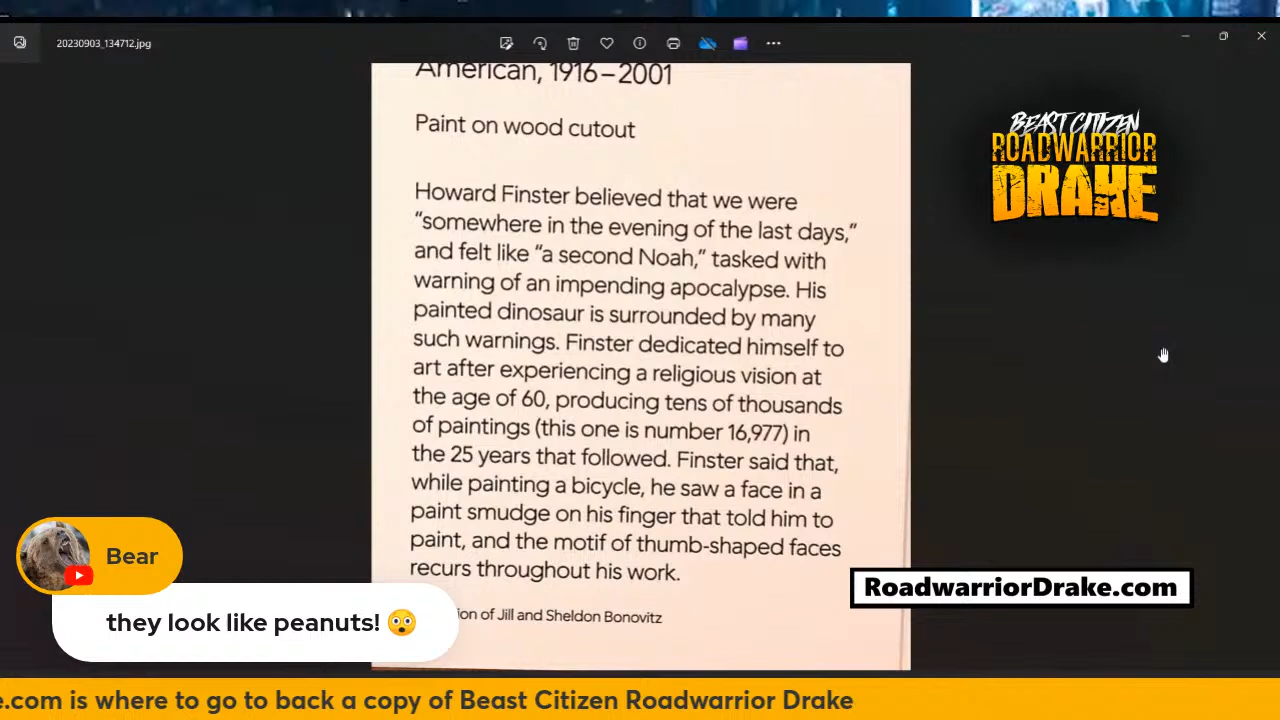 20230903_134712.jpg
American, 1916–2001
Paint on wood cutout
Howard Finster believed that we were
“somewhere in the evening of the last days,”
and felt like “a second Noah,” tasked with
warning of an impending apocalypse. His
painted dinosaur is surrounded by many
such warnings. Finster dedicated himself to
art after experiencing a religious vision at
the age of 60, producing tens of thousands
of paintings (this one is number 16,977) in
the 25 years that followed. Finster said that,
while painting a bicycle, he saw a face in a
paint smudge on his finger that told him to
paint, and the motif of thumb-shaped faces
recurs throughout his work.
of Jill and Sheldon Bonovitz
BEAST CITIZEN
ROADWARRIOR
DRAKE
Bear
they look like peanuts! 😲
RoadwarriorDrake.com
.com is where to go to back a copy of Beast Citizen Roadwarrior Drake